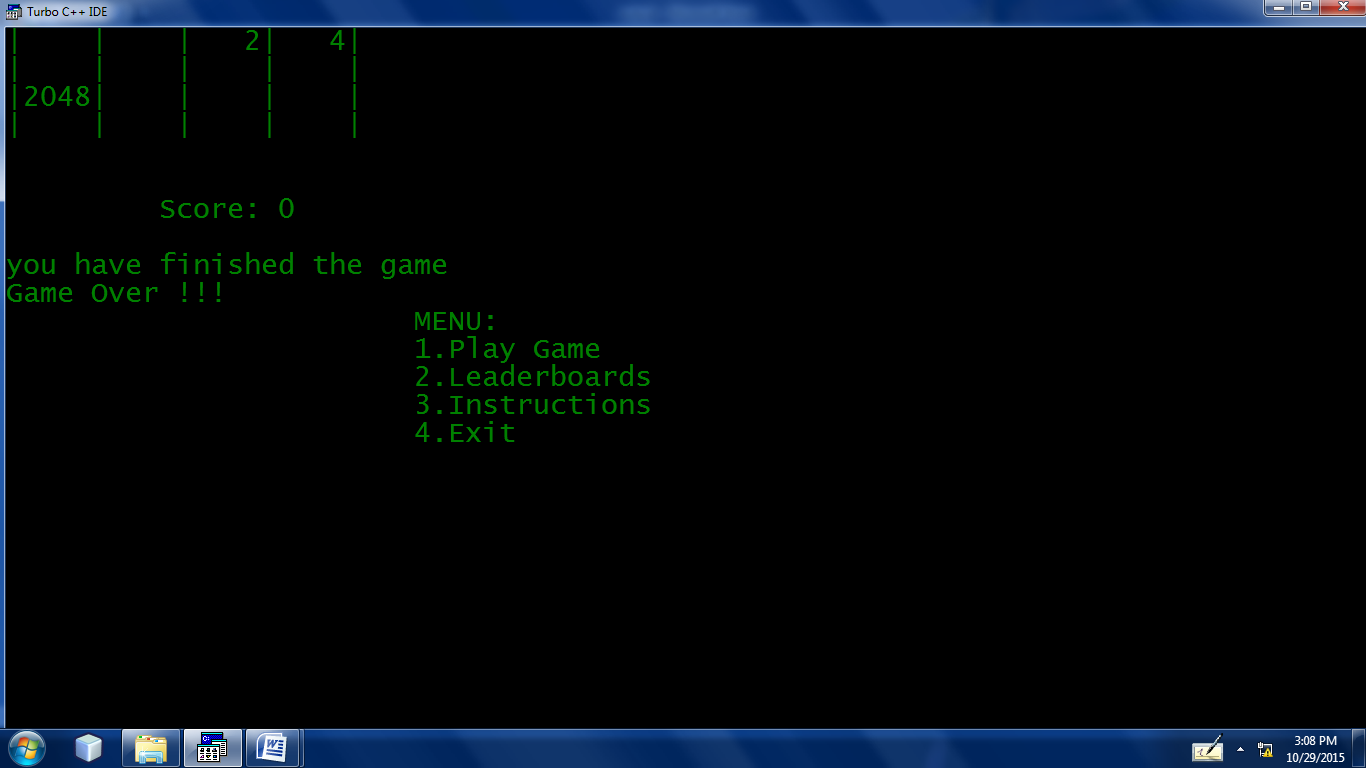 Turbo C++ IDE
|    |    |   2|   4|
|    |    |    |    |
|2048|    |    |    |
|    |    |    |    |
Score: 0
you have finished the game
Game Over !!!
MENU:
1.Play Game
2.Leaderboards
3.Instructions
4.Exit
3:08 PM
10/29/2015